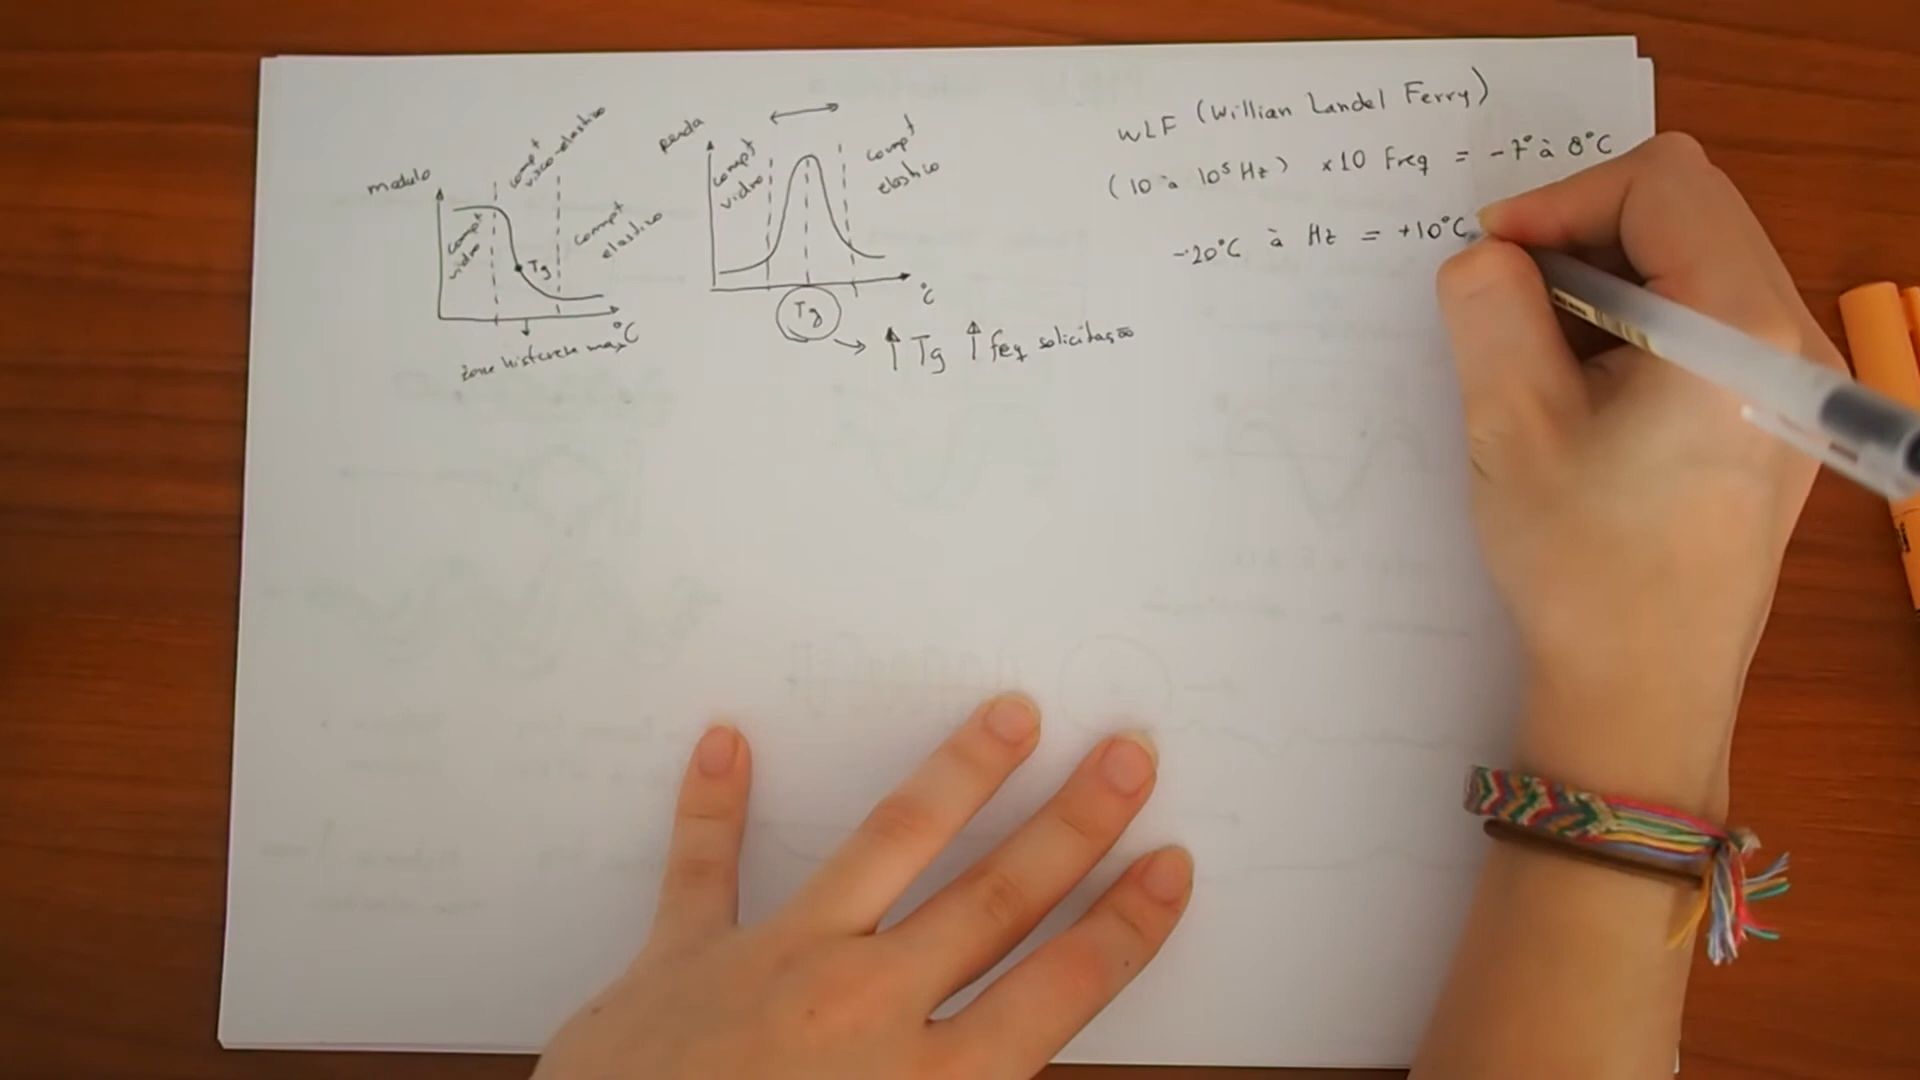 modulo
compt
visco-elastico
compt
vidro
Tg
compt
elastico
°C
zona histerese max
Perda
compt
vidro
compt
elastico
°C
Tg
↑ Tg ↑ feq solicitação
WLF (Willian Landel Ferry)
(10 à 10⁵ Hz) x10 Freq = -7° à 8°C
-20°C à Hz = +10°C